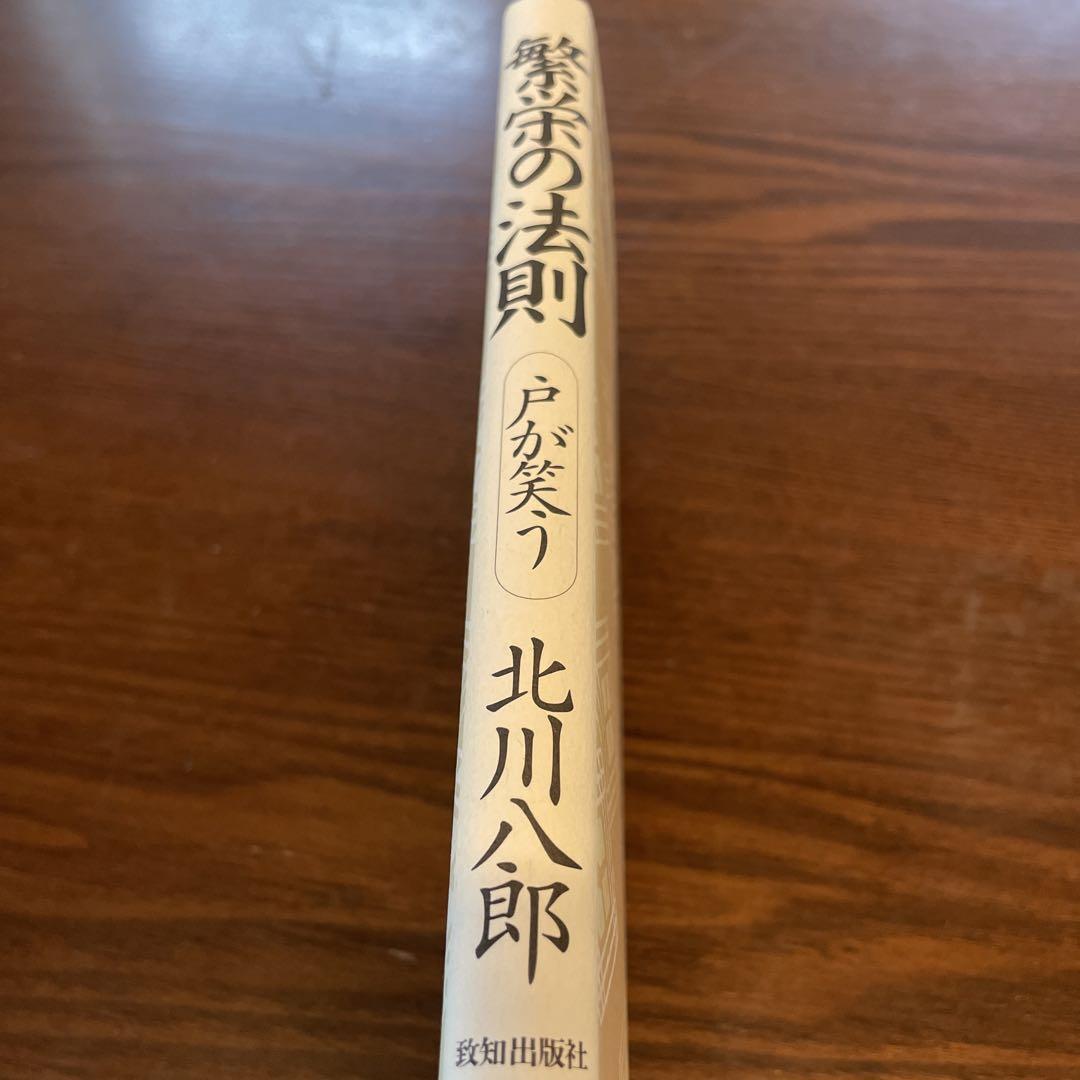 繁栄の法則
戸が笑う
北川八郎
致知出版社